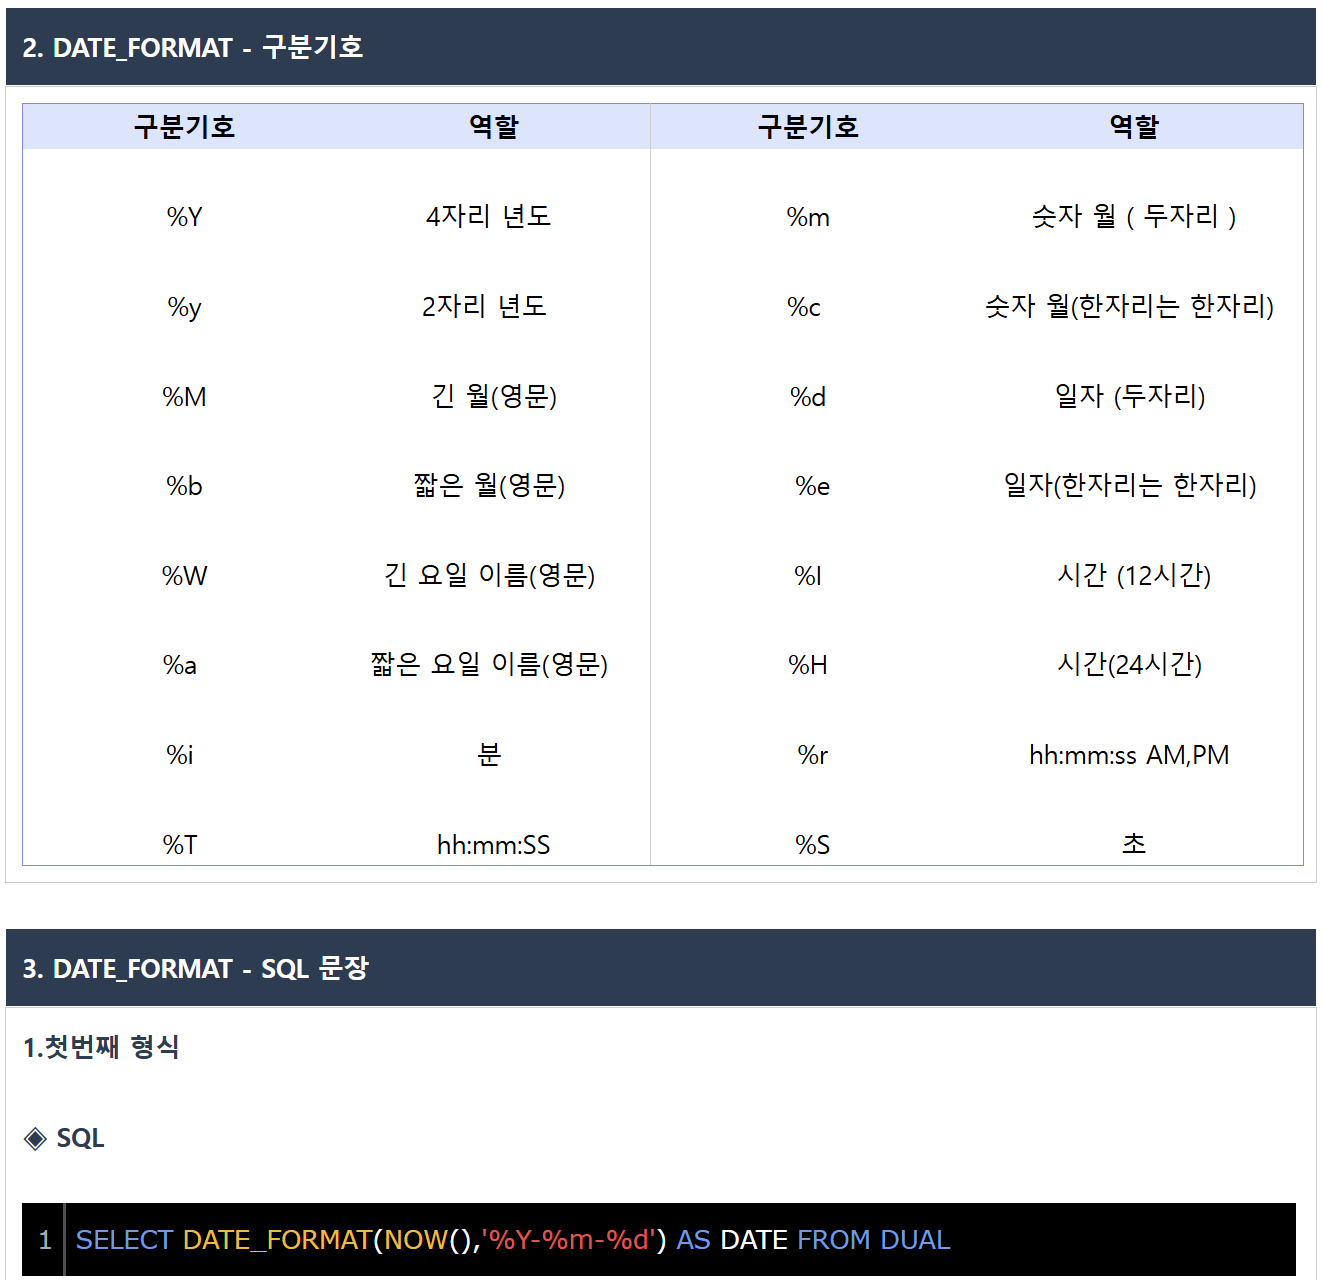 2. DATE_FORMAT - 구분기호
구분기호 역할 구분기호 역할
%Y 4자리 년도 %m 숫자 월 ( 두자리 )
%y 2자리 년도 %c 숫자 월(한자리는 한자리)
%M 긴 월(영문) %d 일자 (두자리)
%b 짧은 월(영문) %e 일자(한자리는 한자리)
%W 긴 요일 이름(영문) %I 시간 (12시간)
%a 짧은 요일 이름(영문) %H 시간(24시간)
%i 분 %r hh:mm:ss AM,PM
%T hh:mm:SS %S 초
3. DATE_FORMAT - SQL 문장
1.첫번째 형식
◈ SQL
1 SELECT DATE_FORMAT(NOW(),'%Y-%m-%d') AS DATE FROM DUAL